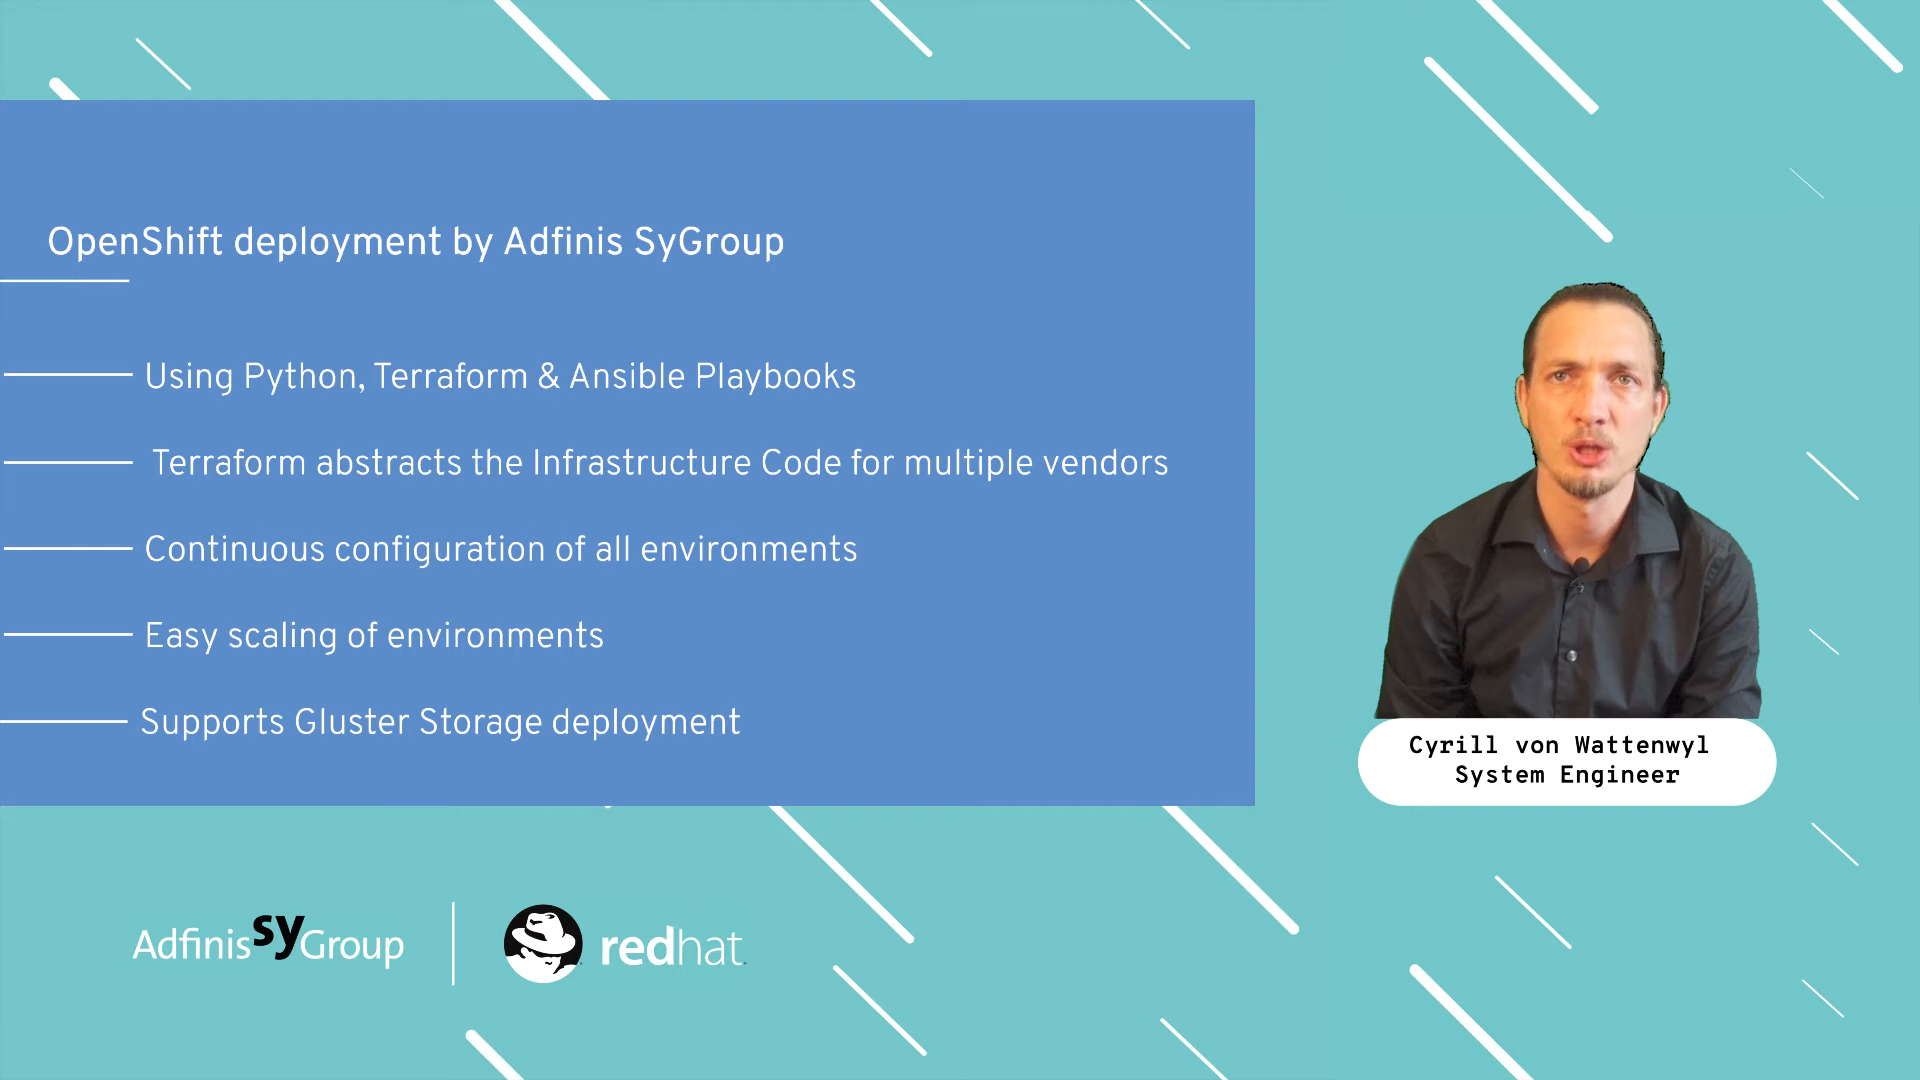 OpenShift deployment by Adfinis SyGroup
Using Python, Terraform & Ansible Playbooks
Terraform abstracts the Infrastructure Code for multiple vendors
Continuous configuration of all environments
Easy scaling of environments
Supports Gluster Storage deployment
Cyrill von Wattenwyl
System Engineer
AdfinissyGroup
redhat.